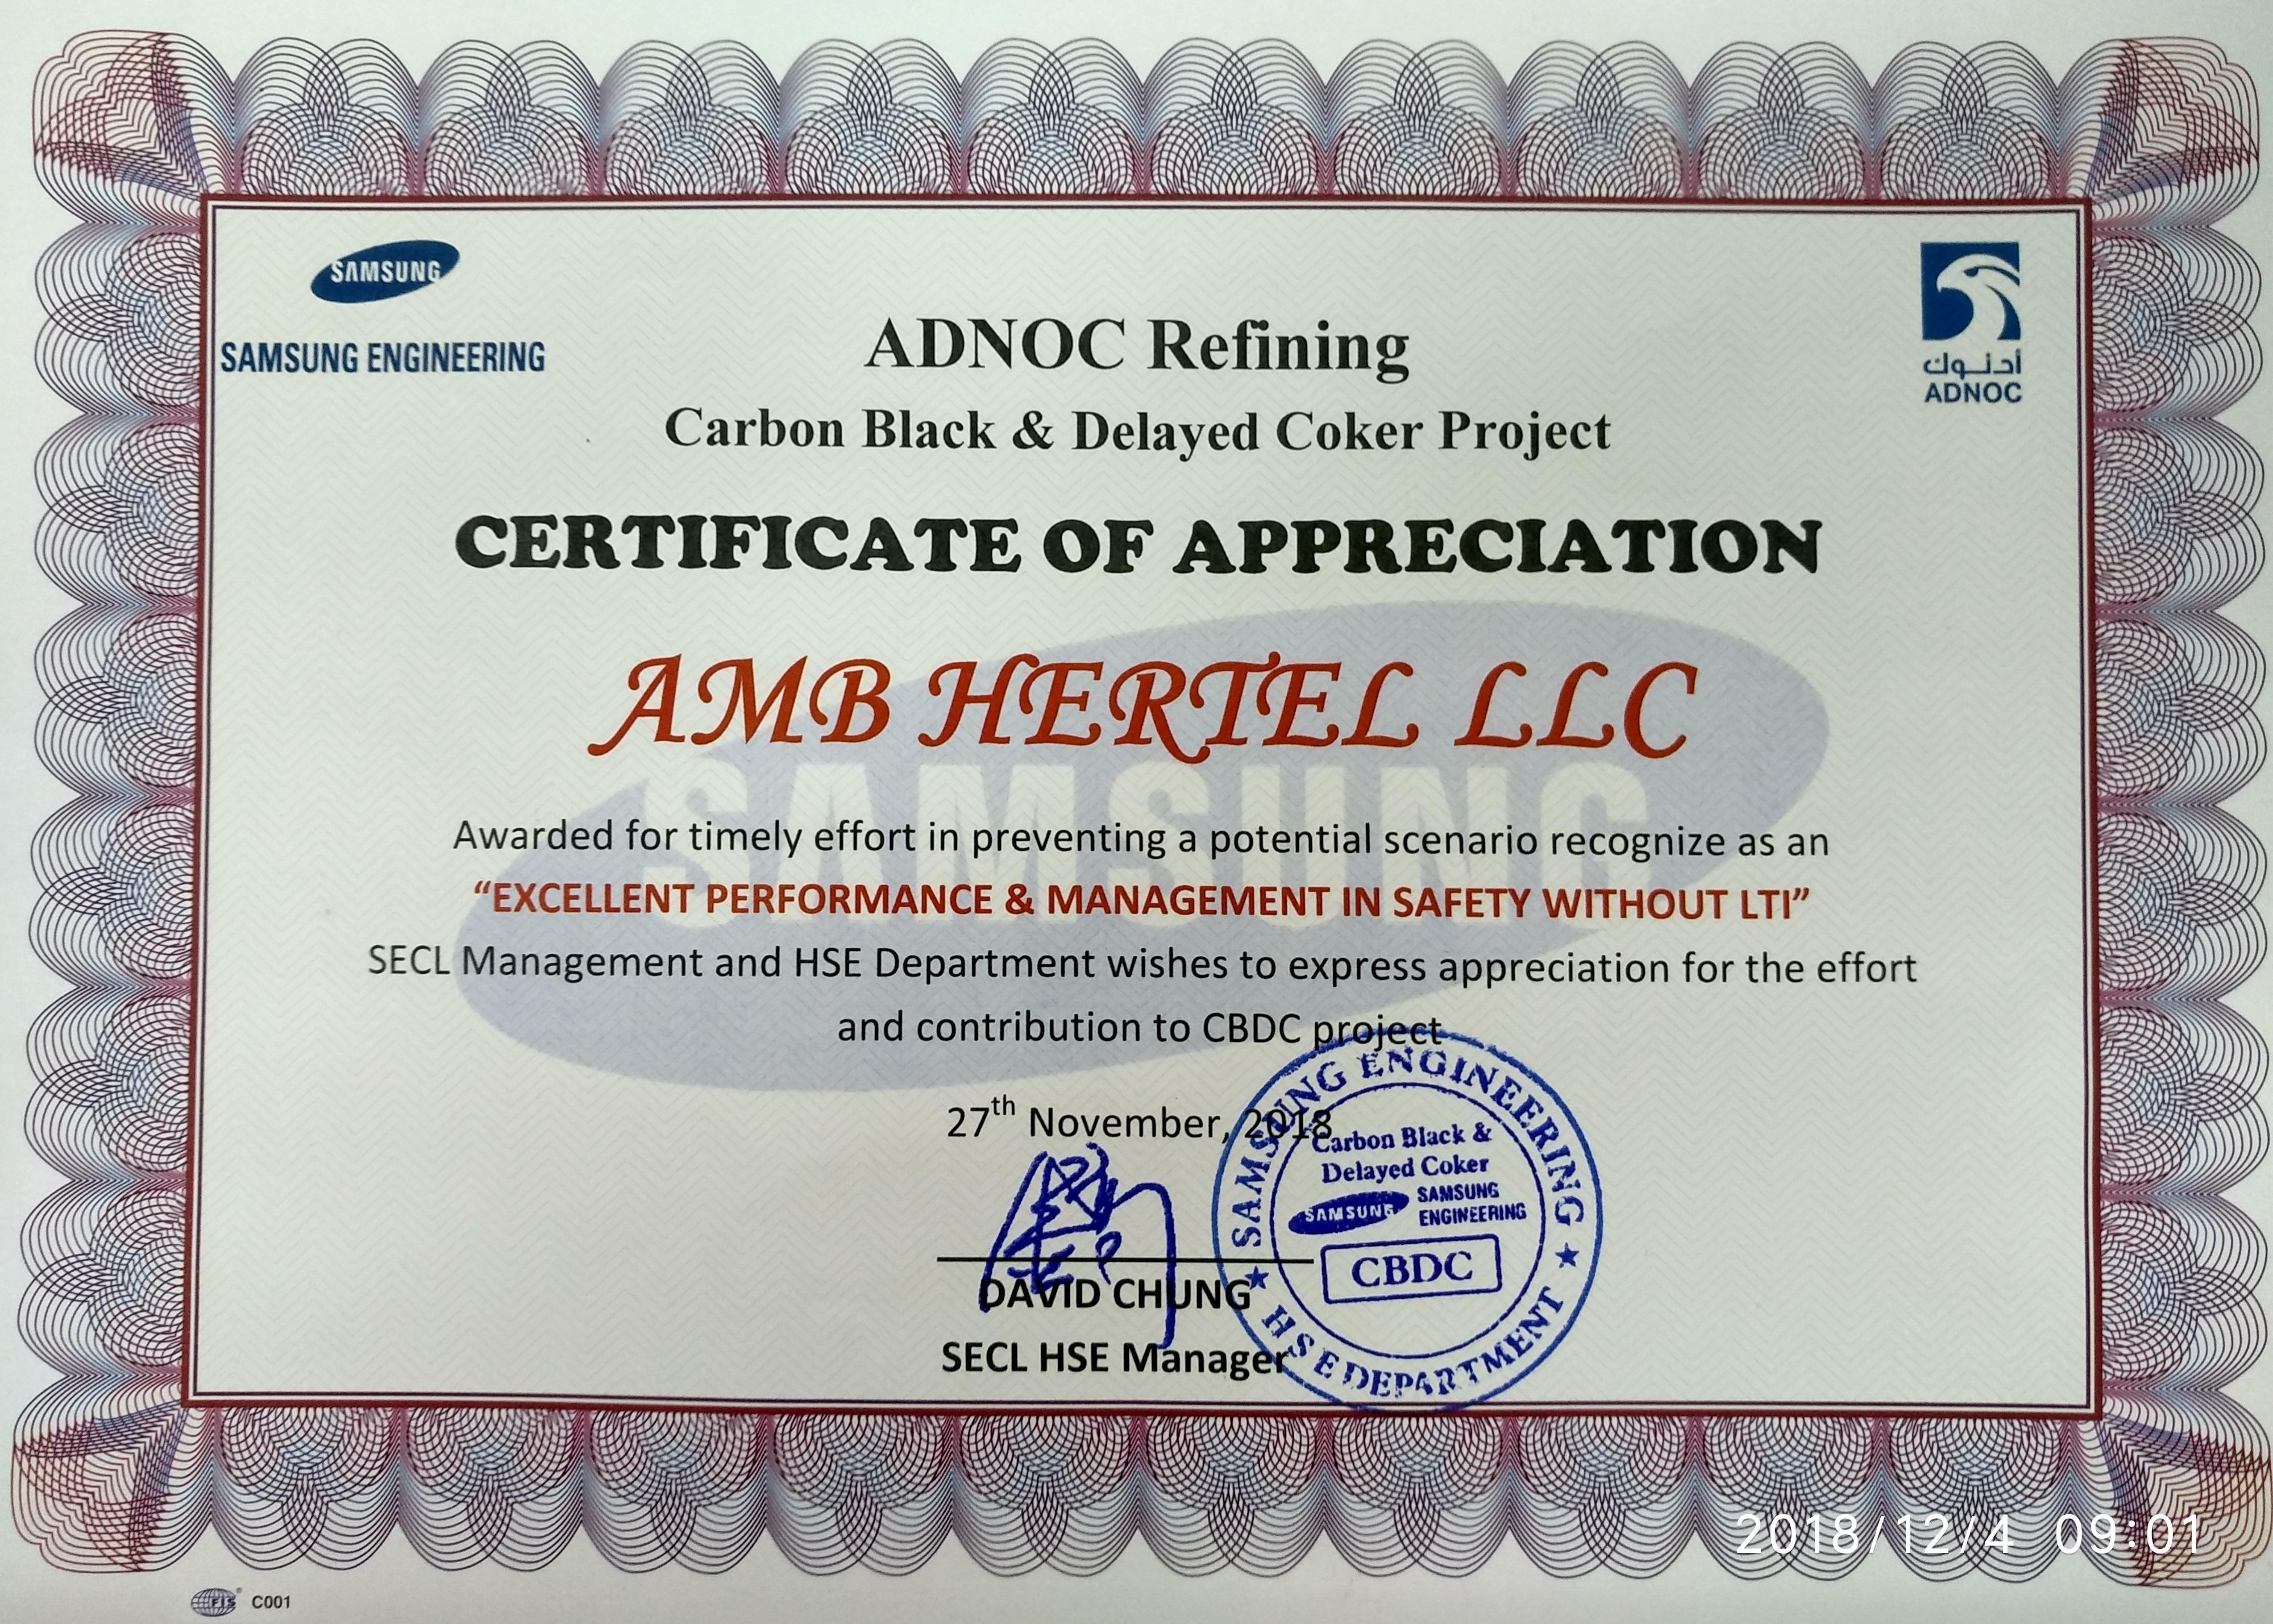 SAMSUNG
SAMSUNG ENGINEERING
أدنوك
ADNOC
ADNOC Refining
Carbon Black & Delayed Coker Project
CERTIFICATE OF APPRECIATION
AMB HERTEL LLC
SAMSUNG
Awarded for timely effort in preventing a potential scenario recognize as an
“EXCELLENT PERFORMANCE & MANAGEMENT IN SAFETY WITHOUT LTI”
SECL Management and HSE Department wishes to express appreciation for the effort
and contribution to CBDC project
27th November, 2018
DAVID CHUNG
SECL HSE Manager
SAMSUNG ENGINEERING
Carbon Black &
Delayed Coker
SAMSUNG
SAMSUNG
ENGINEERING
CBDC
★ H S E DEPARTMENT ★
2018/12/4 09:01
FIS® C001